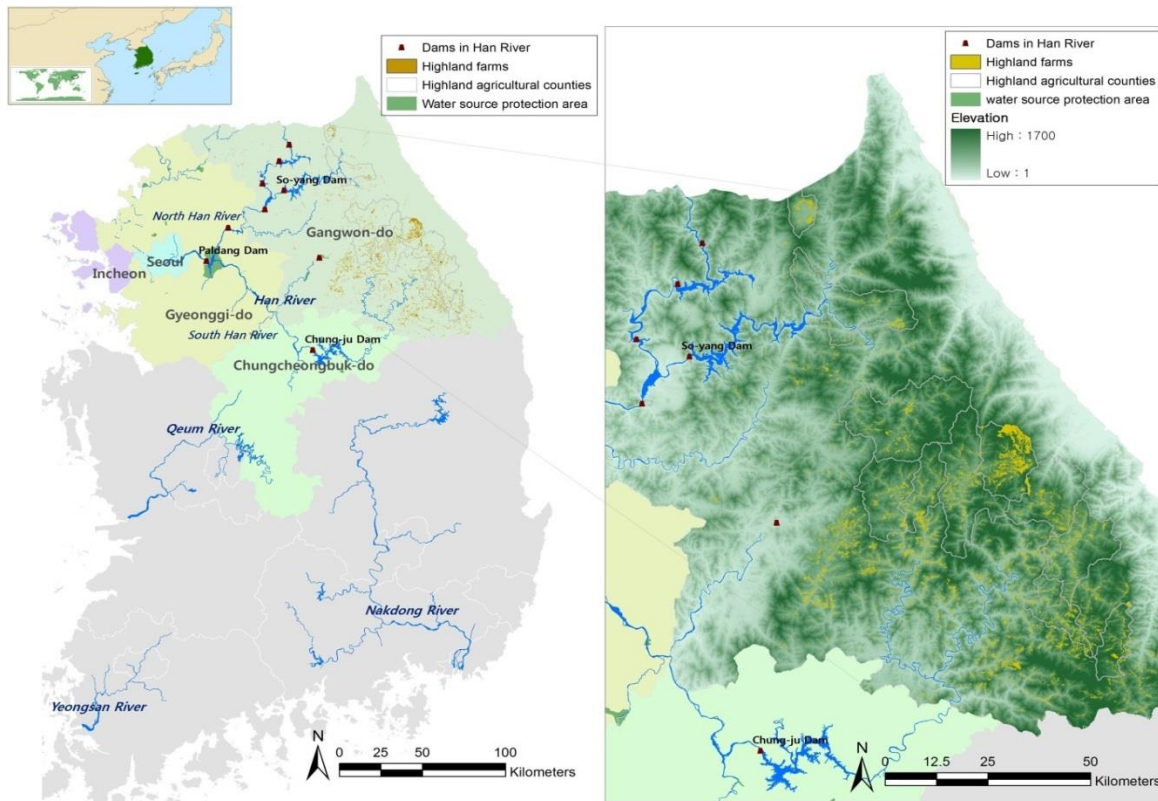 Dams in Han River
Highland farms
Highland agricultural counties
Water source protection area
So-yang Dam
North Han River
Gangwon-do
Paldang Dam
Seoul
Incheon
Han River
Gyeonggi-do
South Han River
Chung-ju Dam
Chungcheongbuk-do
Qeum River
Nakdong River
Yeongsan River
N
0 25 50 100
Kilometers
Dams in Han River
Highland farms
Highland agricultural counties
water source protection area
Elevation
High : 1700
Low : 1
So-yang Dam
Chung-ju Dam
N
0 12.5 25 50
Kilometers